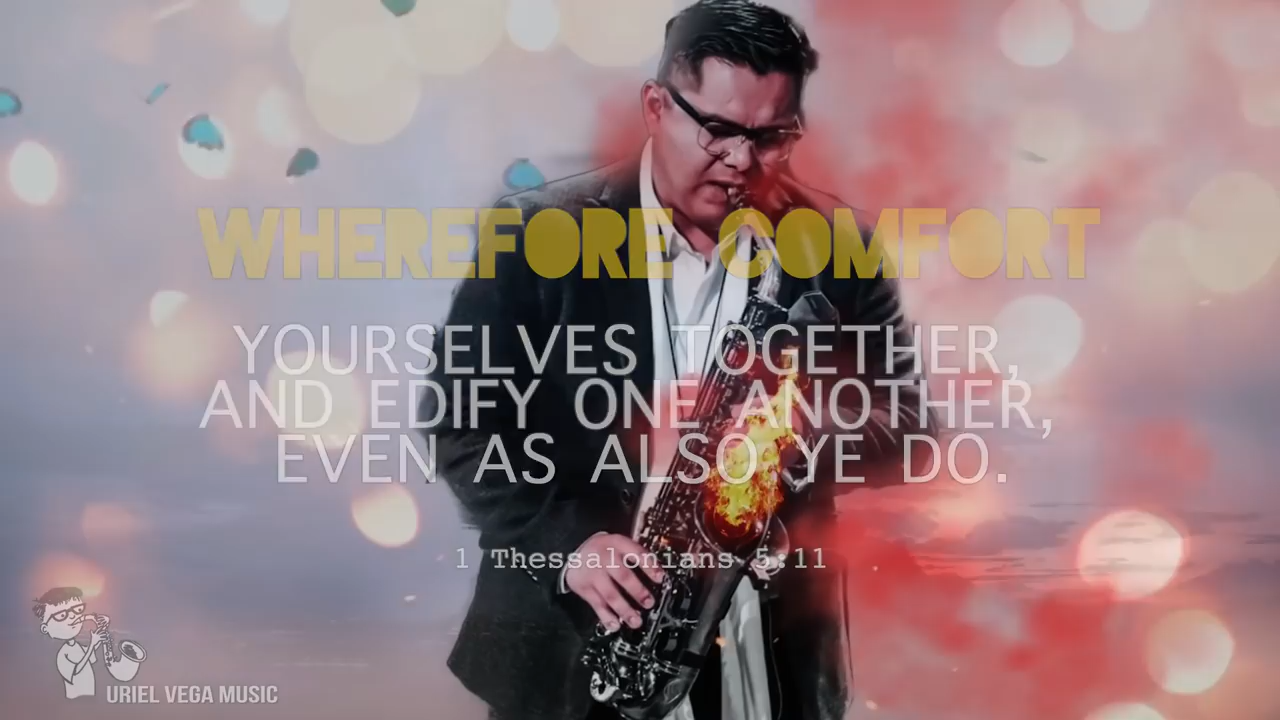 WHEREFORE COMFORT
YOURSELVES TOGETHER,
AND EDIFY ONE ANOTHER,
EVEN AS ALSO YE DO.
1 Thessalonians 5:11
URIEL VEGA MUSIC